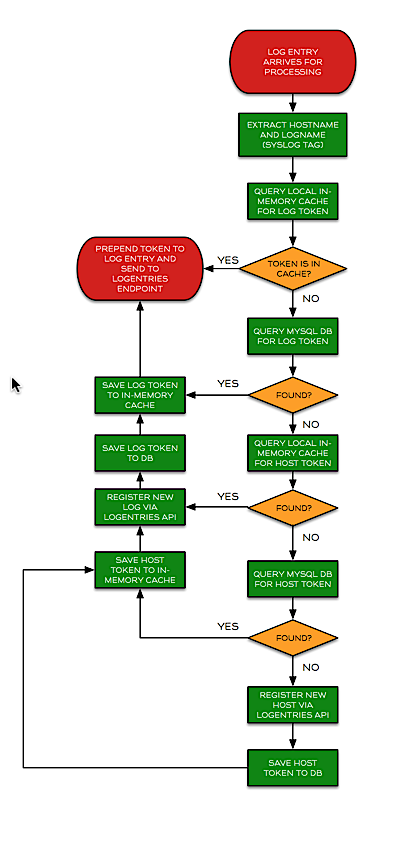 LOG ENTRY
ARRIVES FOR
PROCESSING
EXTRACT HOSTNAME
AND LOGNAME
(SYSLOG TAG)
QUERY LOCAL IN-
MEMORY CACHE
FOR LOG TOKEN
TOKEN IS IN
CACHE?
YES
PREPEND TOKEN TO
LOG ENTRY AND
SEND TO
LOGENTRIES
ENDPOINT
NO
QUERY MYSQL DB
FOR LOG TOKEN
FOUND?
YES
SAVE LOG TOKEN
TO IN-MEMORY
CACHE
NO
QUERY LOCAL IN-
MEMORY CACHE
FOR HOST TOKEN
SAVE LOG TOKEN
TO DB
FOUND?
YES
REGISTER NEW
LOG VIA
LOGENTRIES API
NO
QUERY MYSQL DB
FOR HOST TOKEN
SAVE HOST
TOKEN TO IN-
MEMORY CACHE
FOUND?
YES
NO
REGISTER NEW
HOST VIA
LOGENTRIES API
SAVE HOST
TOKEN TO DB